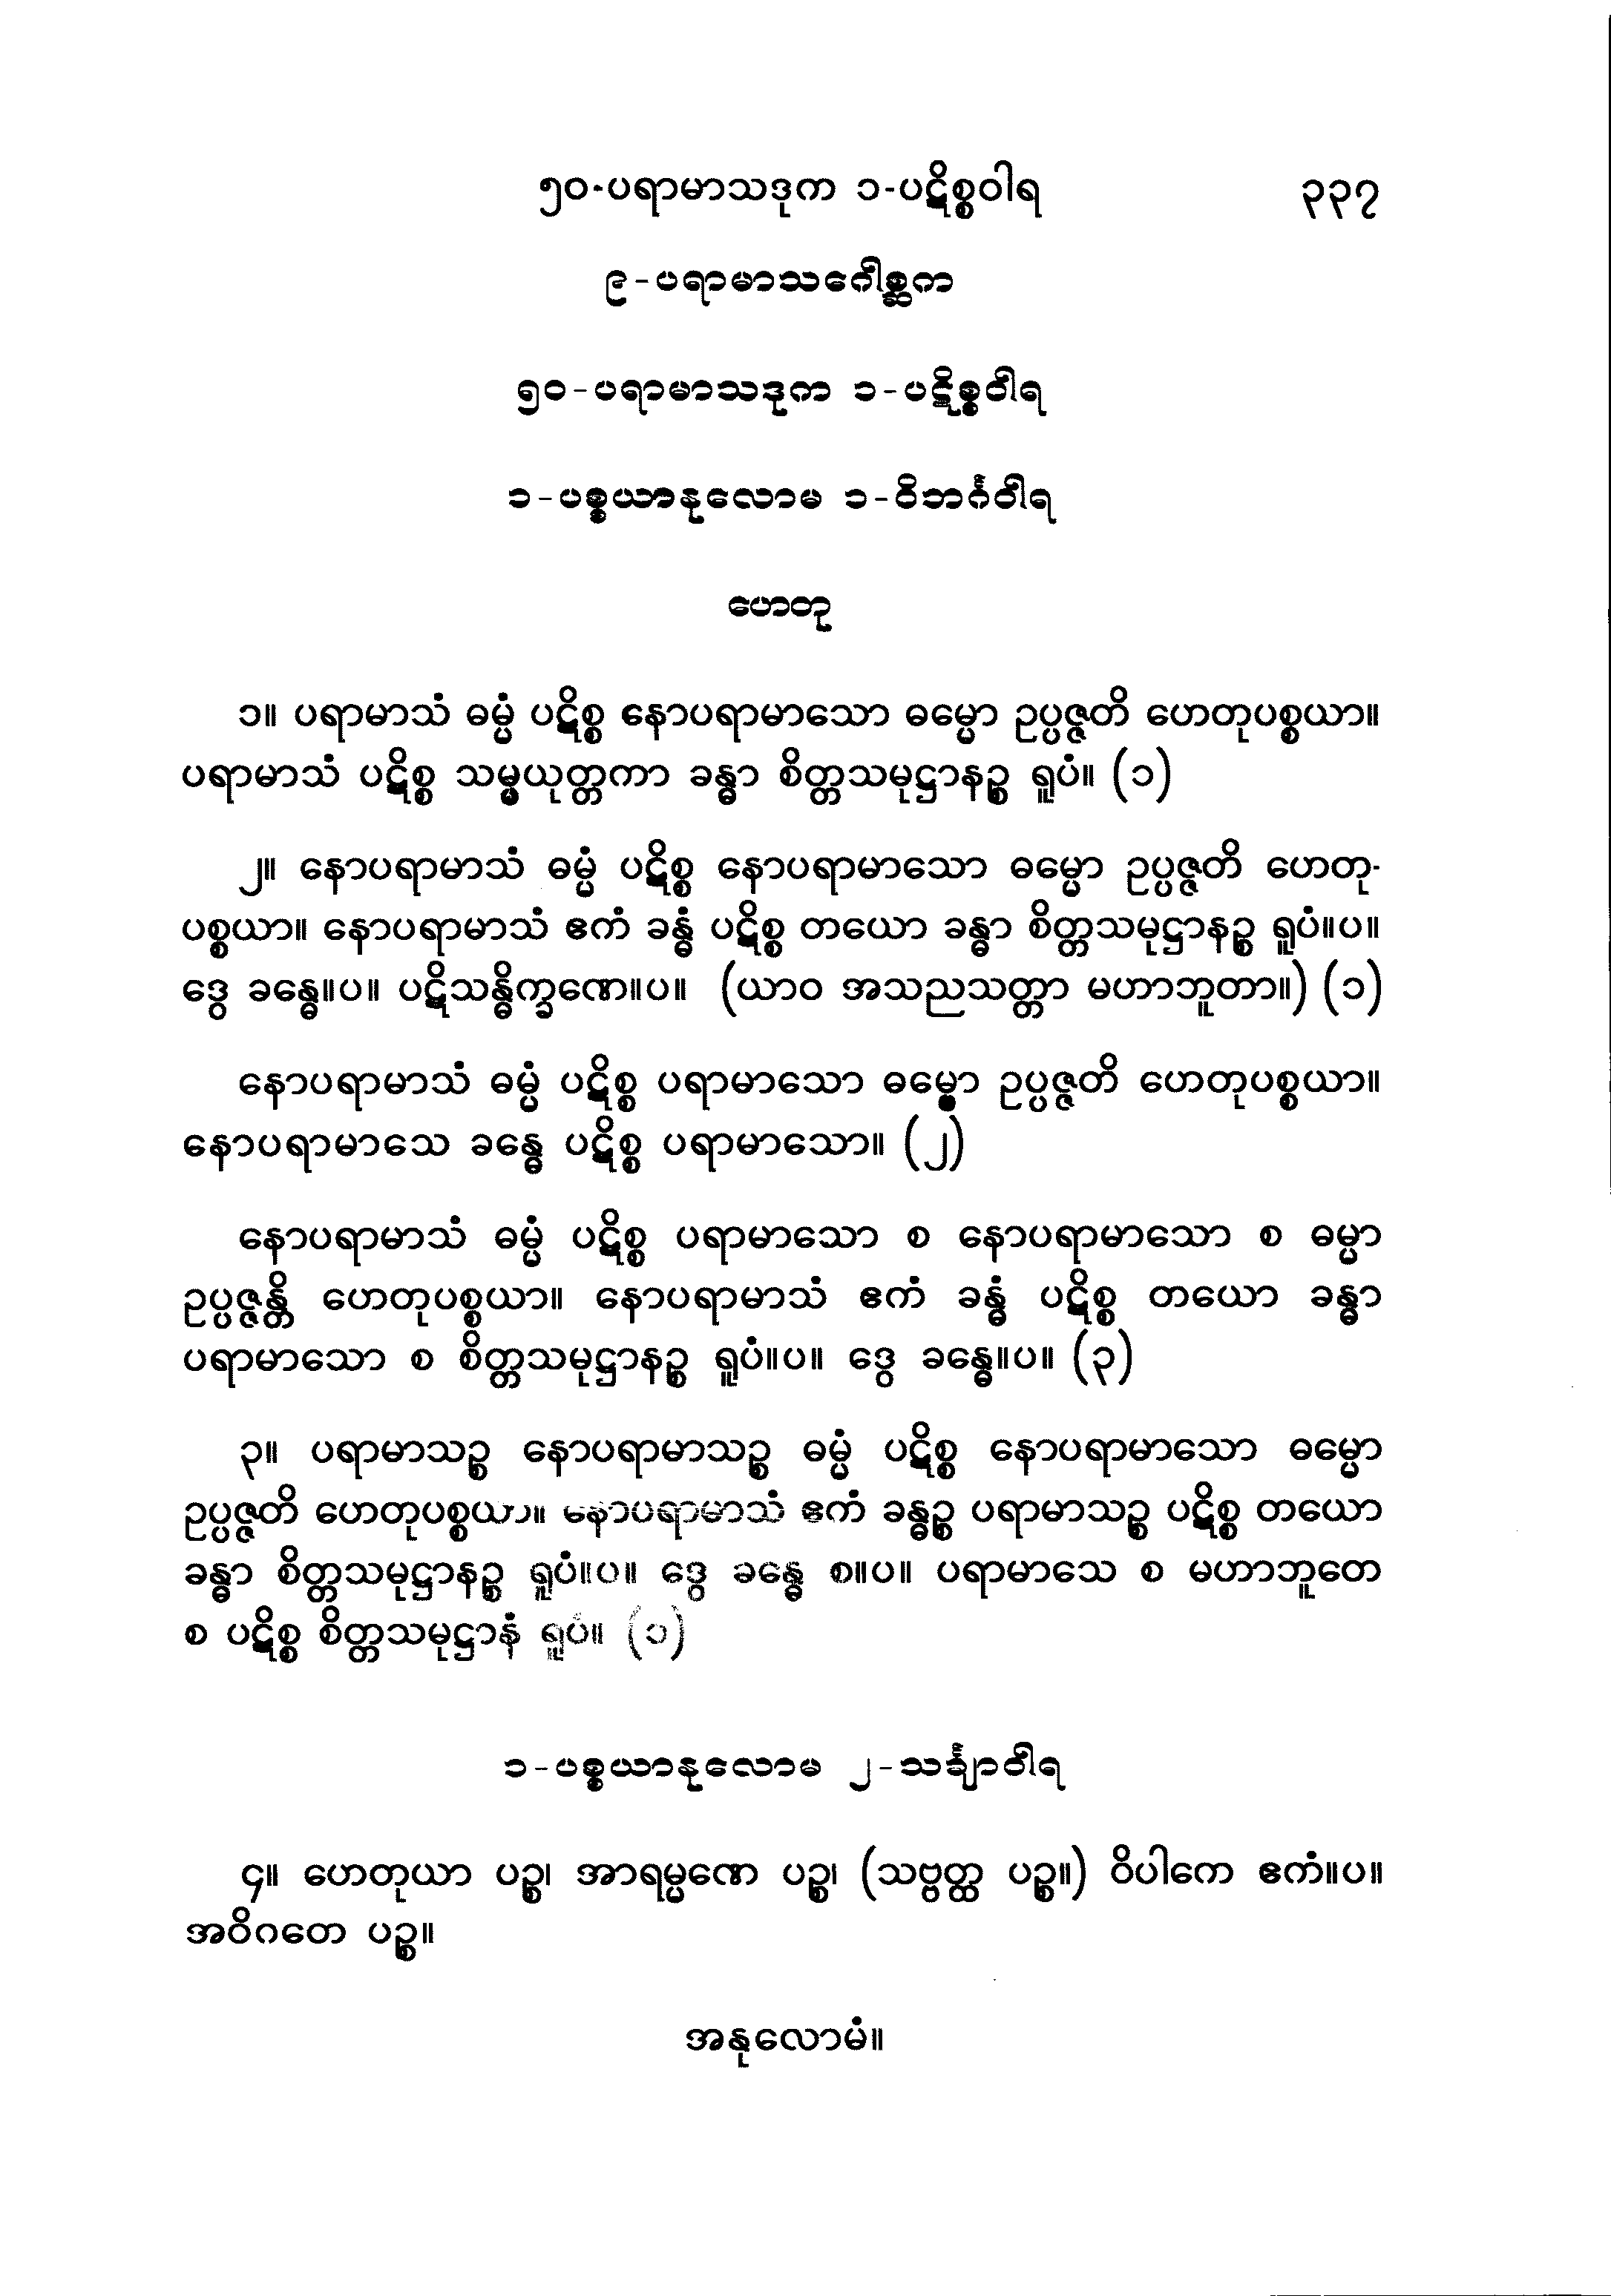 ၅၀-ပရာမာသဒုက ၁-ပဋိစ္စဝါရ ၃၃၇
၉-ပရာမာသဂေါစ္ဆက
၅၀-ပရာမာသဒုက ၁-ပဋိစ္စဝါရ
၁-ပစ္စယာနုလောမ ၁-ဝိဘင်္ဂဝါရ
ဟေတု
၁။ ပရာမာသံ ဓမ္မံ ပဋိစ္စ နောပရာမာသော ဓမ္မော ဥပ္ပဇ္ဇတိ ဟေတုပစ္စယာ။
ပရာမာသံ ပဋိစ္စ သမ္ပယုတ္တကာ ခန္ဓာ စိတ္တသမုဋ္ဌာနဉ္စ ရူပံ။ (၁)
၂။ နောပရာမာသံ ဓမ္မံ ပဋိစ္စ နောပရာမာသော ဓမ္မော ဥပ္ပဇ္ဇတိ ဟေတု-
ပစ္စယာ။ နောပရာမာသံ ဧကံ ခန္ဓံ ပဋိစ္စ တယော ခန္ဓာ စိတ္တသမုဋ္ဌာနဉ္စ ရူပံ။ပ။
ဒွေ ခန္ဓေ။ပ။ ပဋိသန္ဓိက္ခဏေ။ပ။ (ယာဝ အသညသတ္တာ မဟာဘူတာ။) (၁)
နောပရာမာသံ ဓမ္မံ ပဋိစ္စ ပရာမာသော ဓမ္မော ဥပ္ပဇ္ဇတိ ဟေတုပစ္စယာ။
နောပရာမာသေ ခန္ဓေ ပဋိစ္စ ပရာမာသော။ (၂)
နောပရာမာသံ ဓမ္မံ ပဋိစ္စ ပရာမာသော စ နောပရာမာသော စ ဓမ္မာ
ဥပ္ပဇ္ဇန္တိ ဟေတုပစ္စယာ။ နောပရာမာသံ ဧကံ ခန္ဓံ ပဋိစ္စ တယော ခန္ဓာ
ပရာမာသော စ စိတ္တသမုဋ္ဌာနဉ္စ ရူပံ။ပ။ ဒွေ ခန္ဓေ။ပ။ (၃)
၃။ ပရာမာသဉ္စ နောပရာမာသဉ္စ ဓမ္မံ ပဋိစ္စ နောပရာမာသော ဓမ္မော
ဥပ္ပဇ္ဇတိ ဟေတုပစ္စယာ။ နောပရာမာသံ ဧကံ ခန္ဓဉ္စ ပရာမာသဉ္စ ပဋိစ္စ တယော
ခန္ဓာ စိတ္တသမုဋ္ဌာနဉ္စ ရူပံ။ပ။ ဒွေ ခန္ဓေ စ။ပ။ ပရာမာသေ စ မဟာဘူတေ
စ ပဋိစ္စ စိတ္တသမုဋ္ဌာနံ ရူပံ။ (၁)
၁-ပစ္စယာနုလောမ ၂-သင်္ချာဝါရ
၄။ ဟေတုယာ ပဉ္စ၊ အာရမ္မဏေ ပဉ္စ၊ (သဗ္ဗတ္ထ ပဉ္စ။) ဝိပါကေ ဧကံ။ပ။
အဝိဂတေ ပဉ္စ။
အနုလောမံ။